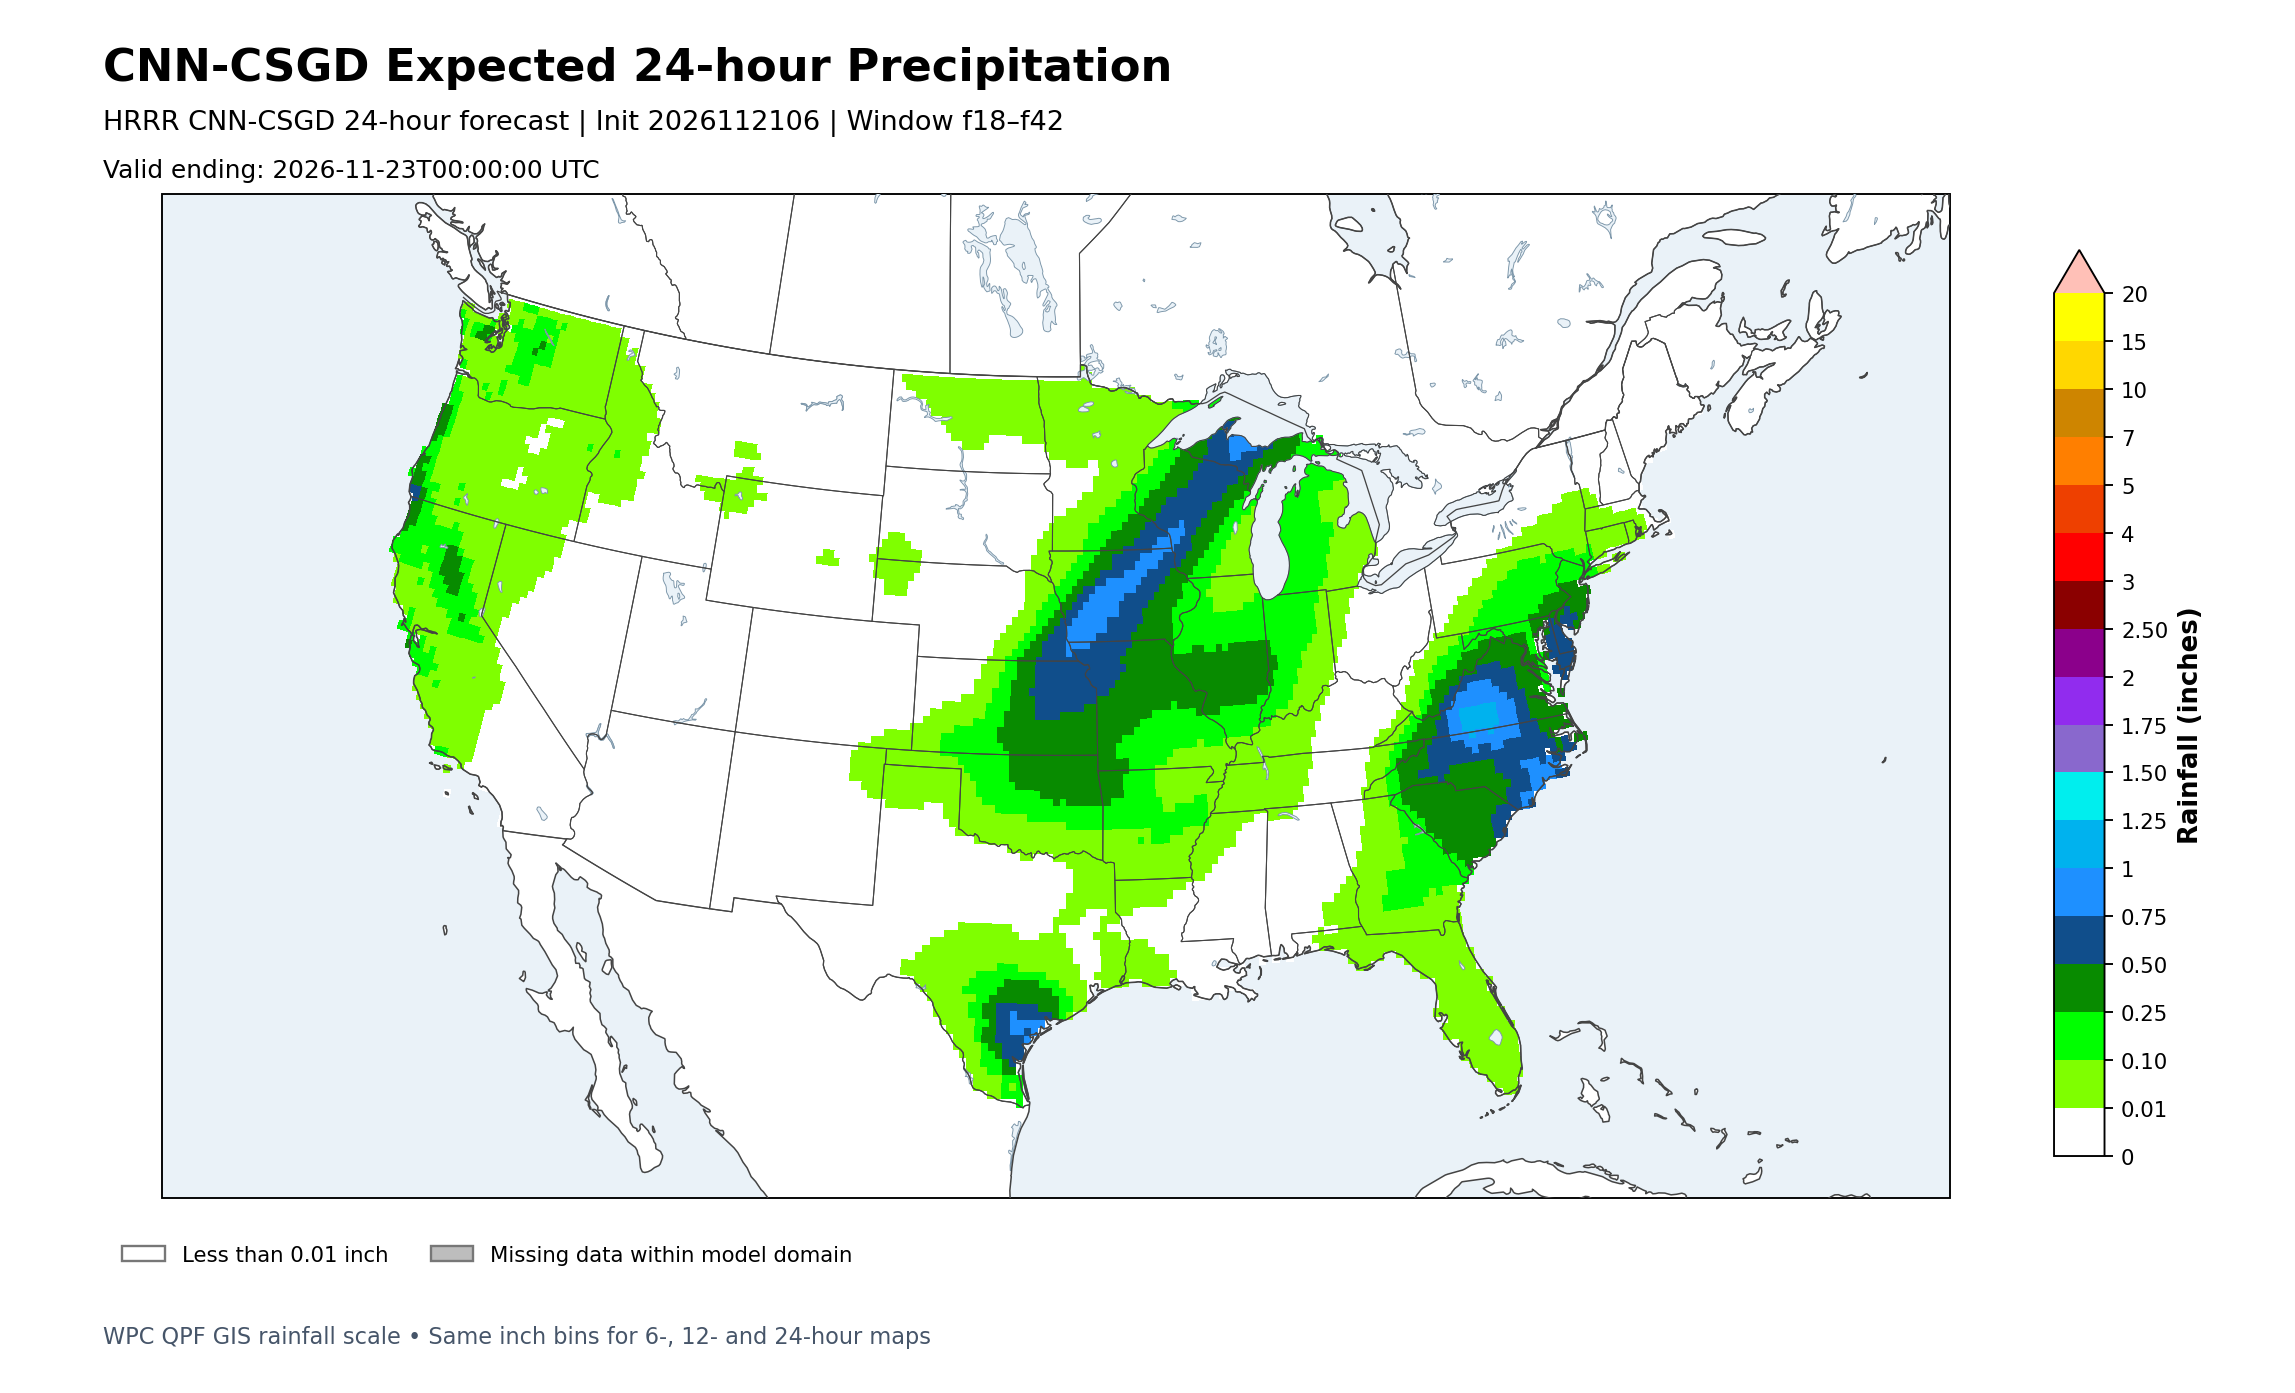 CNN-CSGD Expected 24-hour Precipitation
HRRR CNN-CSGD 24-hour forecast | Init 2026112106 | Window f18–f42
Valid ending: 2026-11-23T00:00:00 UTC
20
15
10
7
5
4
3
2.50
2
1.75
1.50
1.25
1
0.75
0.50
0.25
0.10
0.01
0
Rainfall (inches)
Less than 0.01 inch
Missing data within model domain
WPC QPF GIS rainfall scale • Same inch bins for 6-, 12- and 24-hour maps